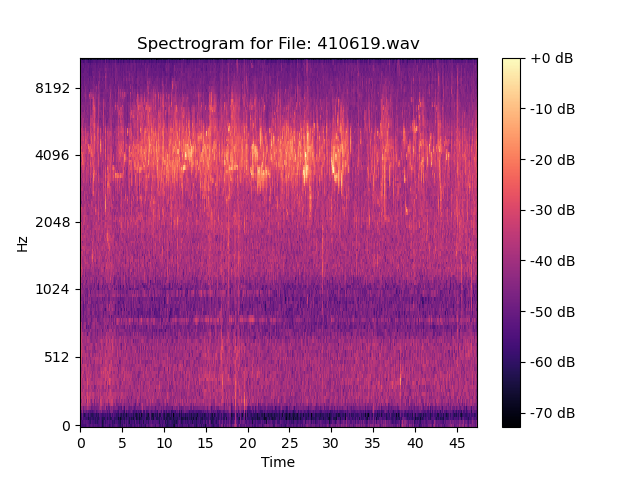 Spectrogram for File: 410619.wav
Hz
8192
4096
2048
1024
512
0
0 5 10 15 20 25 30 35 40 45
Time
+0 dB
-10 dB
-20 dB
-30 dB
-40 dB
-50 dB
-60 dB
-70 dB